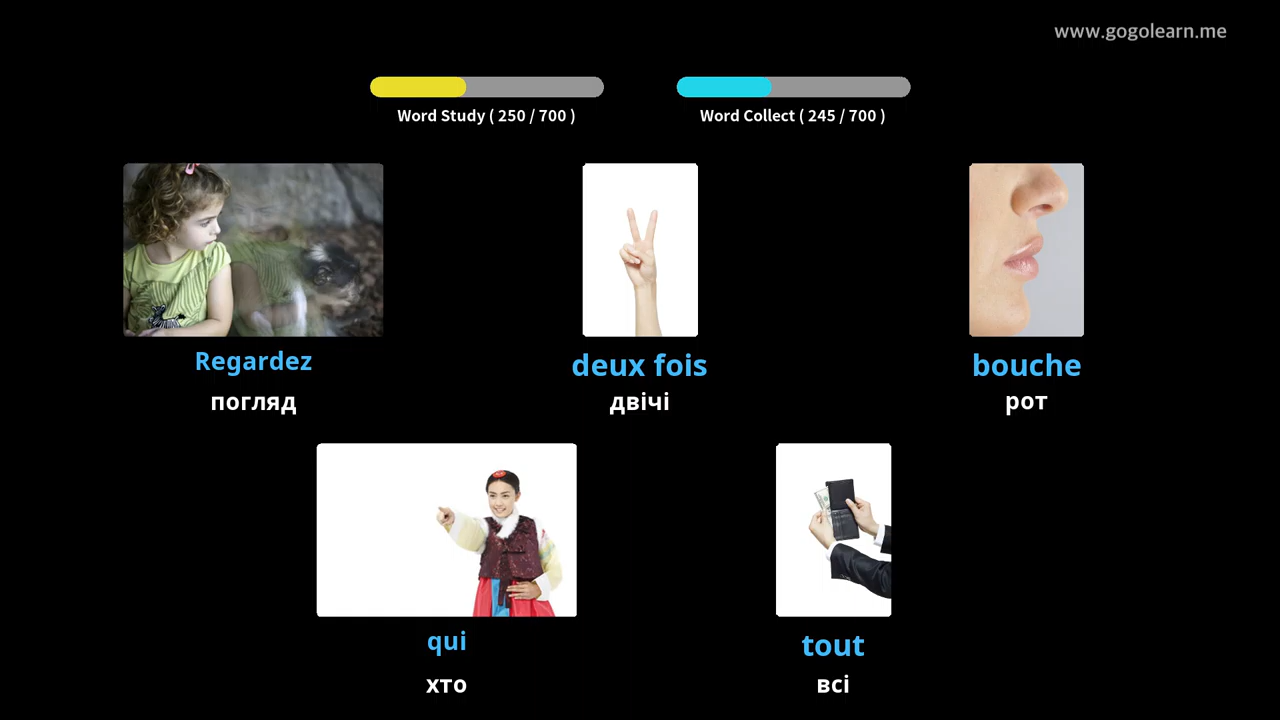 www.gogolearn.me
Word Study ( 250 / 700 )
Word Collect ( 245 / 700 )
Regardez
погляд
deux fois
двічі
bouche
рот
qui
хто
tout
всі